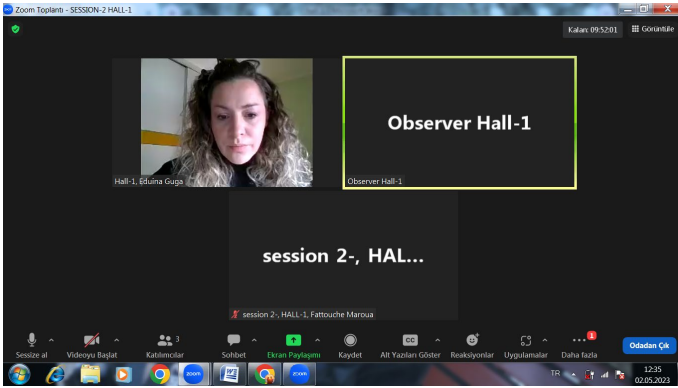 Zoom Toplantı - SESSION-2 HALL-1
Kalan: 09:52:01
Görüntüle
Observer Hall-1
Hall-1, Eduina Guga
Observer Hall-1
session 2-, HAL...
session 2-, HALL-1, Fattouche Maroua
3
CC
1
Sessize al
Videoyu Başlat
Katılımcılar
Sohbet
Ekran Paylaşımı
Kaydet
Alt Yazıları Göster
Reaksiyonlar
Uygulamalar
Daha fazla
Odadan Çık
zoom
W
zoom
TR
12:35
02.05.2023